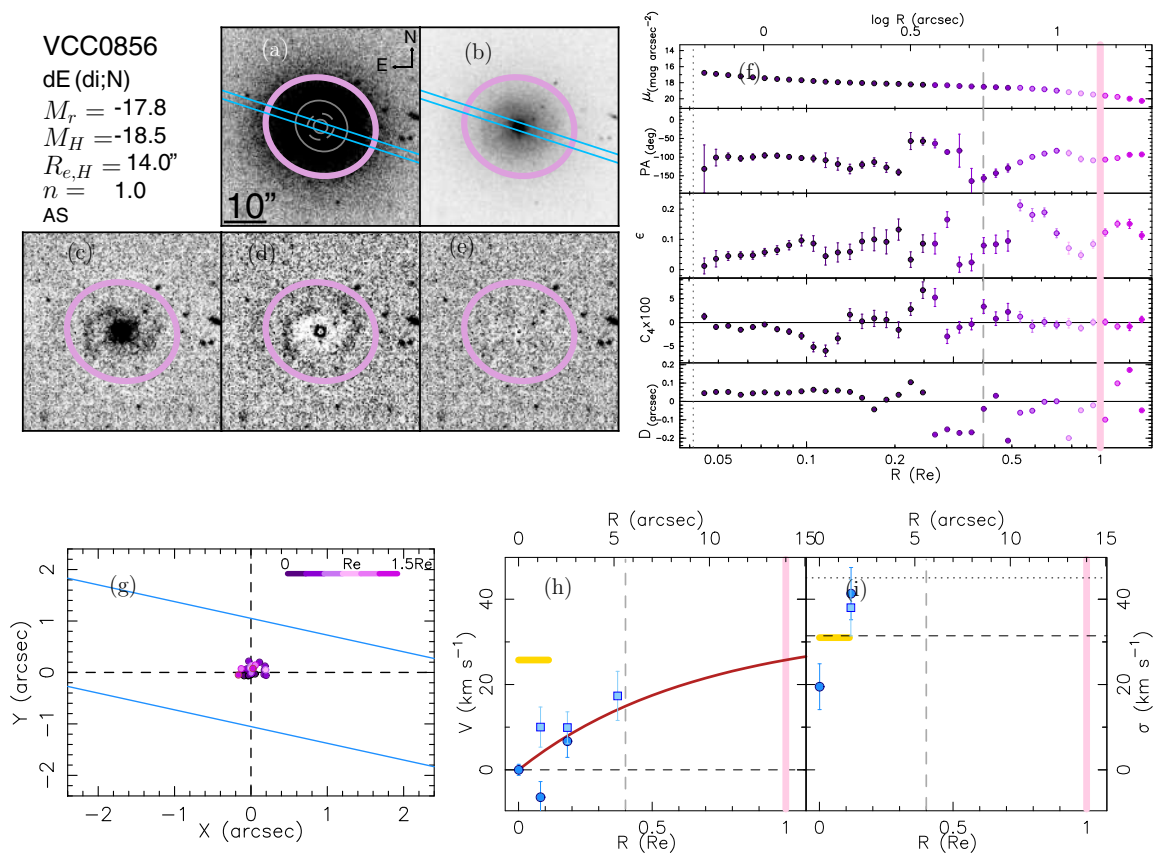 VCC0856
dE (di;N)
M_r = -17.8
M_H = -18.5
R_{e,H} = 14.0"
n = 1.0
AS
(a)
N
E
10"
(b)
(c)
(d)
(e)
log R (arcsec)
0 0.5 1
(f)
μ (mag arcsec⁻²)
16 18 20
PA (deg)
0 −50 −100 −150
ε
0.2 0.1 0
C₄×100
5 0 −5
D (arcsec)
0.2 0.1 0 −0.1 −0.2
0.05 0.1 0.2 0.5 1
R (Re)
(g)
0 Re 1.5Re
Y (arcsec)
2 1 0 −1 −2
−2 −1 0 1 2
X (arcsec)
R (arcsec)
0 5 10 15
(h)
V (km s⁻¹)
40 20 0
0 0.5 1
R (Re)
R (arcsec)
0 5 10 15
(i)
σ (km s⁻¹)
40 20 0
0 0.5 1
R (Re)